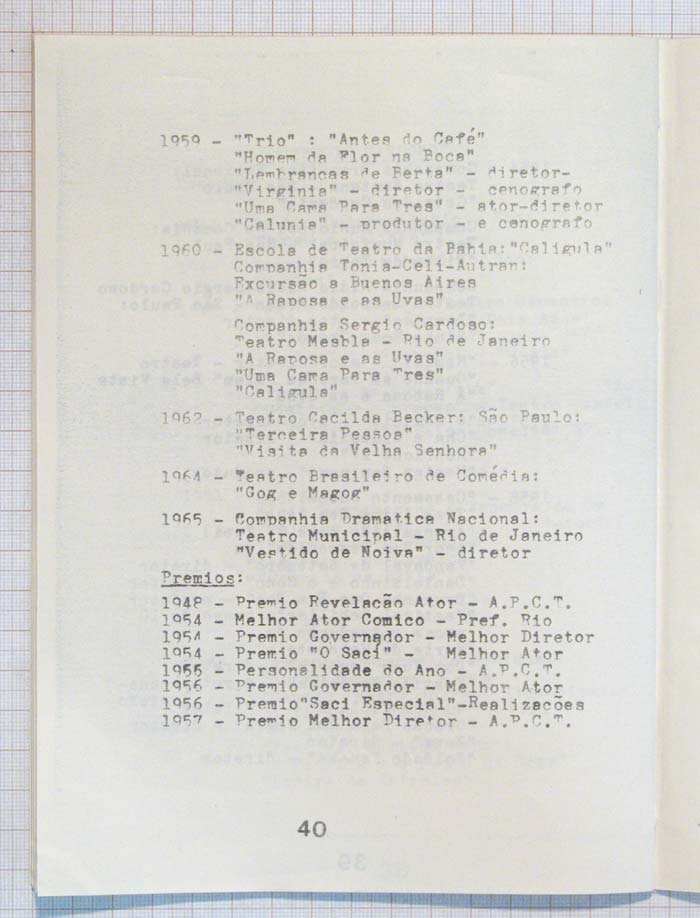 1959 - "Trio" : "Antes do Café"
"Homem da Flor na Boca"
"Lembrancas de Berta" - diretor-
"Virginia" - diretor - cenografo
"Uma Cama Para Tres" - ator-diretor
"Calunia" - produtor - e cenografo
1960 - Escola de Teatro da Bahia:"Caligula"
Companhia Tonia-Celi-Autran:
Excursão a Buenos Aires
"A Raposa e as Uvas"
Companhia Sergio Cardoso:
Teatro Mesbla - Rio de Janeiro
"A Raposa e as Uvas"
"Uma Cama Para Tres"
"Caligula"
1962 - Teatro Cacilda Becker: São Paulo:
"Terceira Pessoa"
"Visita da Velha Senhora"
1964 - Teatro Brasileiro de Comédia:
"Gog e Magog"
1965 - Companhia Dramatica Nacional:
Teatro Municipal - Rio de Janeiro
"Vestido de Noiva" - diretor
Premios:
1948 - Premio Revelacão Ator - A.P.C.T.
1954 - Melhor Ator Comico - Pref. Rio
1954 - Premio Governador - Melhor Diretor
1954 - Premio "O Saci" - Melhor Ator
1955 - Personalidade do Ano - A.P.C.T.
1956 - Premio Governador - Melhor Ator
1956 - Premio"Saci Especial"-Realizacoes
1957 - Premio Melhor Diretor - A.P.C.T.
40